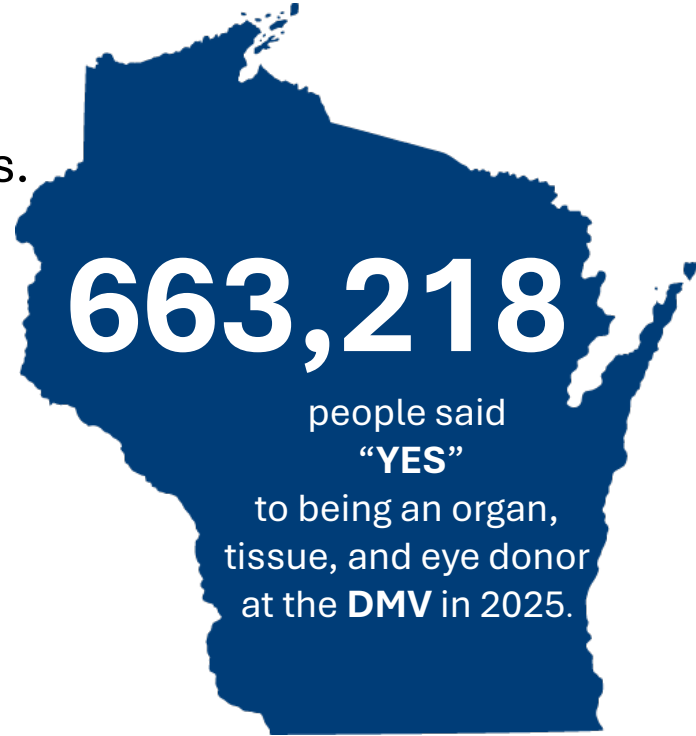 s.
663,218
people said
“YES”
to being an organ,
tissue, and eye donor
at the DMV in 2025.